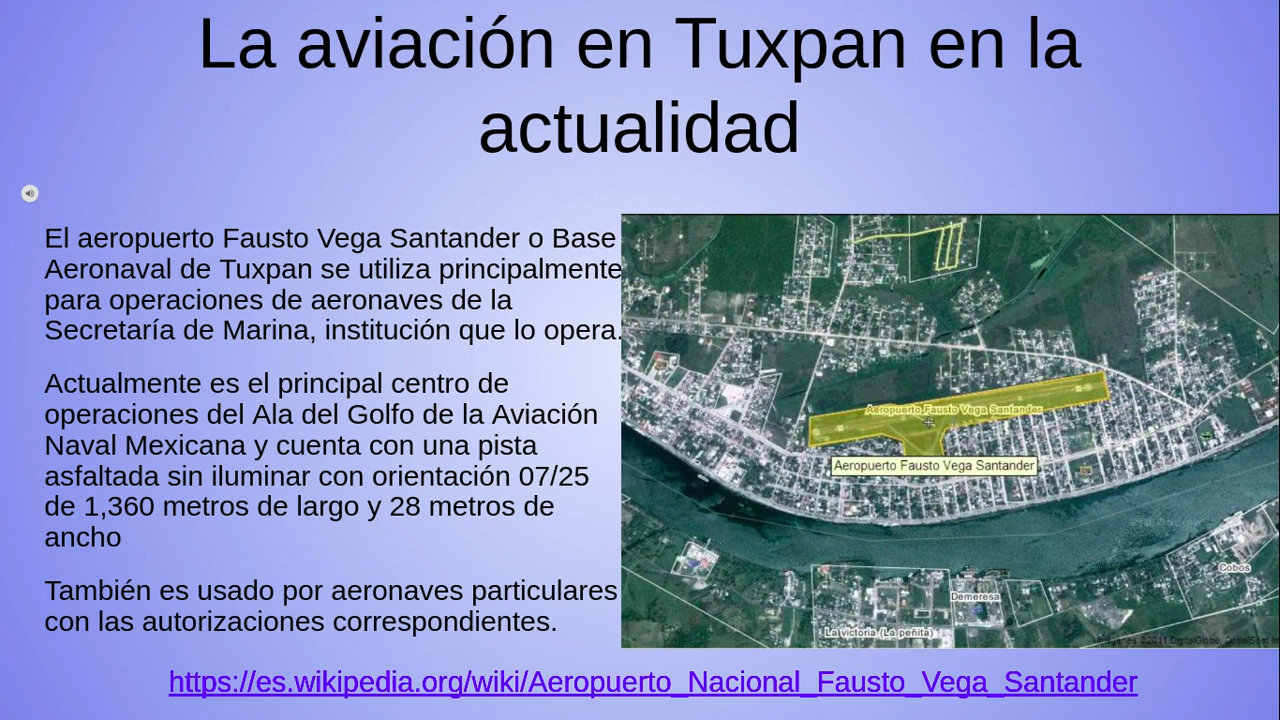 La aviación en Tuxpan en la
actualidad
El aeropuerto Fausto Vega Santander o Base
Aeronaval de Tuxpan se utiliza principalmente
para operaciones de aeronaves de la
Secretaría de Marina, institución que lo opera.
Actualmente es el principal centro de
operaciones del Ala del Golfo de la Aviación
Naval Mexicana y cuenta con una pista
asfaltada sin iluminar con orientación 07/25
de 1,360 metros de largo y 28 metros de
ancho
También es usado por aeronaves particulares
con las autorizaciones correspondientes.
Aeropuerto Fausto Vega Santander
Aeropuerto Fausto Vega Santander
Cobos
Demeresa
La victoria (La peñita)
©2011 DigitalGlobe,
https://es.wikipedia.org/wiki/Aeropuerto_Nacional_Fausto_Vega_Santander